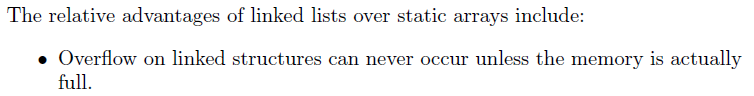 The relative advantages of linked lists over static arrays include:
• Overflow on linked structures can never occur unless the memory is actually
full.